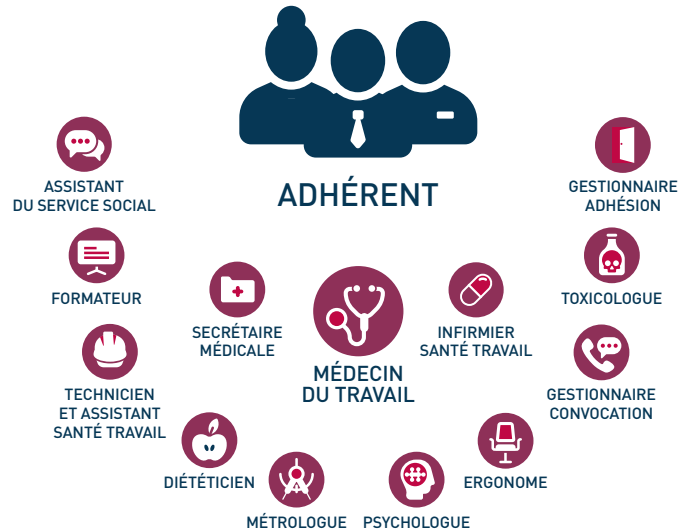 ADHÉRENT
ASSISTANT
DU SERVICE SOCIAL
GESTIONNAIRE
ADHÉSION
FORMATEUR
TOXICOLOGUE
SECRÉTAIRE
MÉDICALE
INFIRMIER
SANTÉ TRAVAIL
MÉDECIN
DU TRAVAIL
TECHNICIEN
ET ASSISTANT
SANTÉ TRAVAIL
GESTIONNAIRE
CONVOCATION
DIÉTÉTICIEN
ERGONOME
MÉTROLOGUE
PSYCHOLOGUE